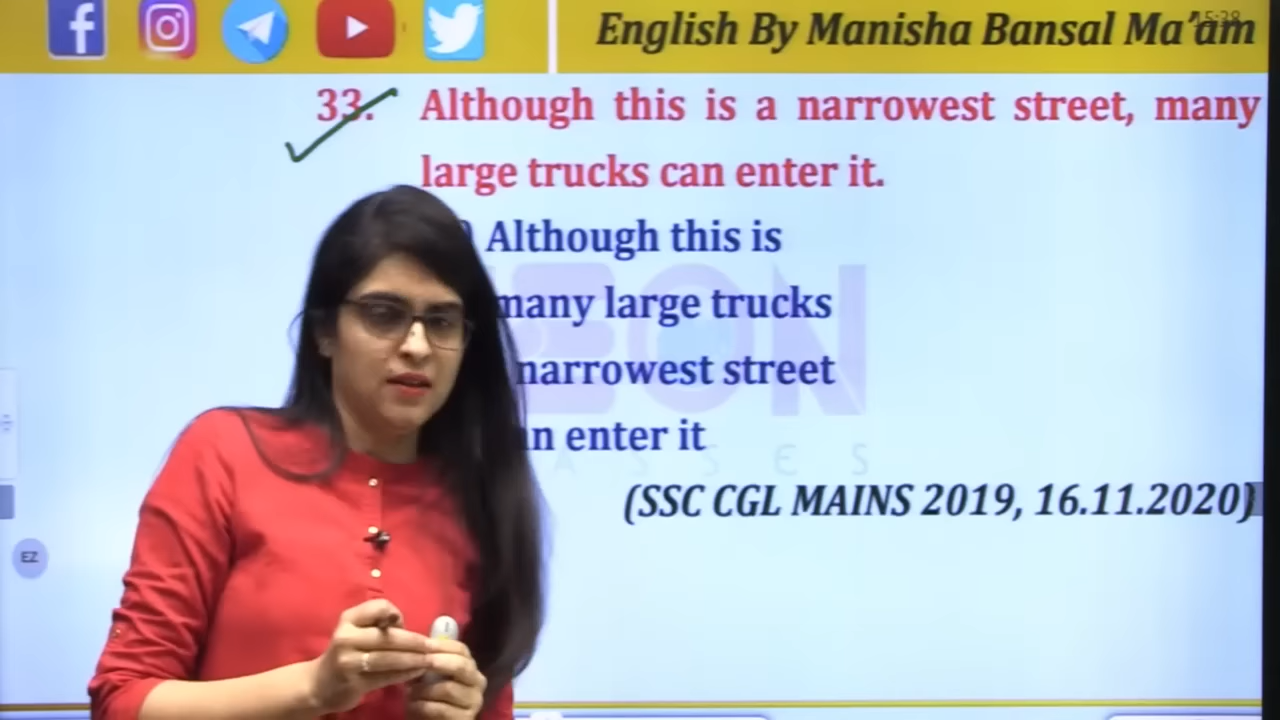 English By Manisha Bansal Ma'am
33. Although this is a narrowest street, many
large trucks can enter it.
Although this is
many large trucks
narrowest street
enter it
(SSC CGL MAINS 2019, 16.11.2020)
EZ